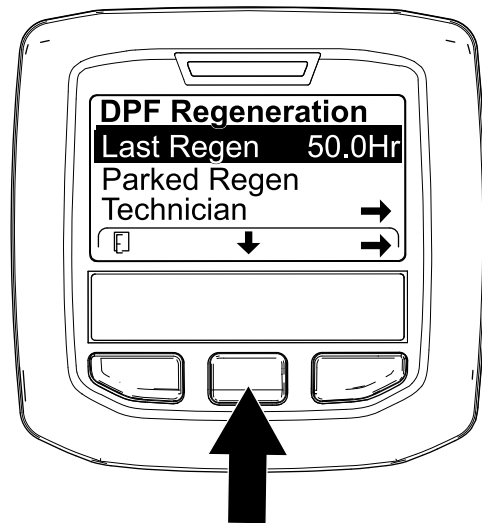 DPF Regeneration
Last Regen 50.0Hr
Parked Regen
Technician